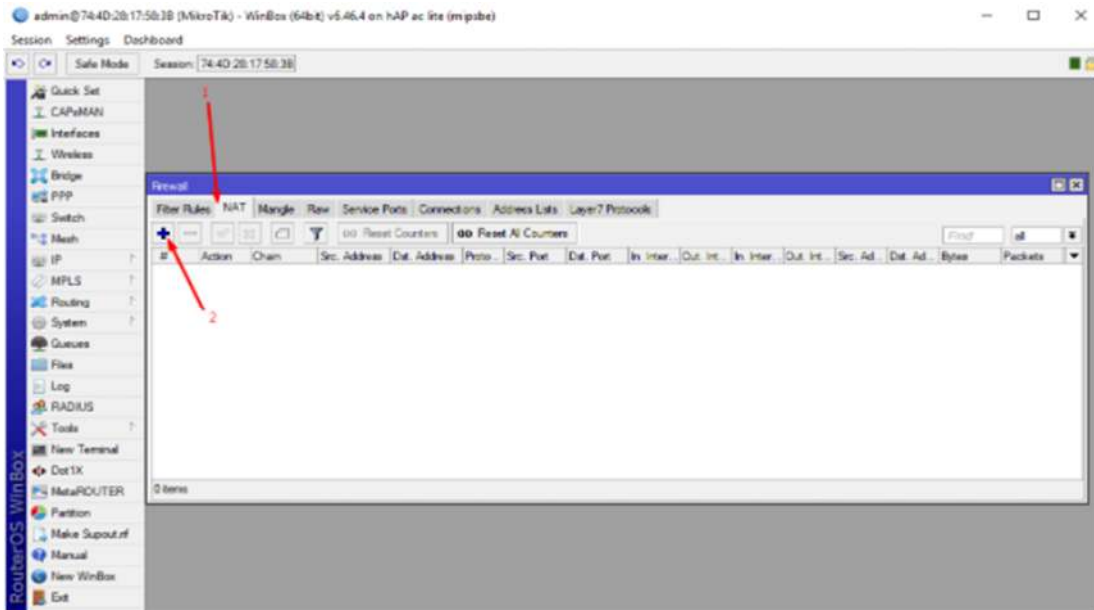 admin@74:4D:28:17:58:3B (MikroTik) - WinBox (64bit) v6.46.4 on hAP ac lite (mipsbe)
Session Settings Dashboard
Safe Mode Session: 74:4D:28:17:58:3B
Quick Set
CAPsMAN
Interfaces
Wireless
Bridge
PPP
Switch
Mesh
IP
MPLS
Routing
System
Queues
Files
Log
RADIUS
Tools
New Terminal
Dot1X
MetaROUTER
Partition
Make Supout.rif
Manual
New WinBox
Exit
RouterOS WinBox
1
Firewall
Filter Rules NAT Mangle Raw Service Ports Connections Address Lists Layer7 Protocols
00 Reset Counters 00 Reset All Counters Find all
# Action Chain Src. Address Dst. Address Proto... Src. Port Dst. Port In. Inter... Out. Int... In. Inter... Out. Int... Src. Ad... Dst. Ad... Bytes Packets
2
0 items